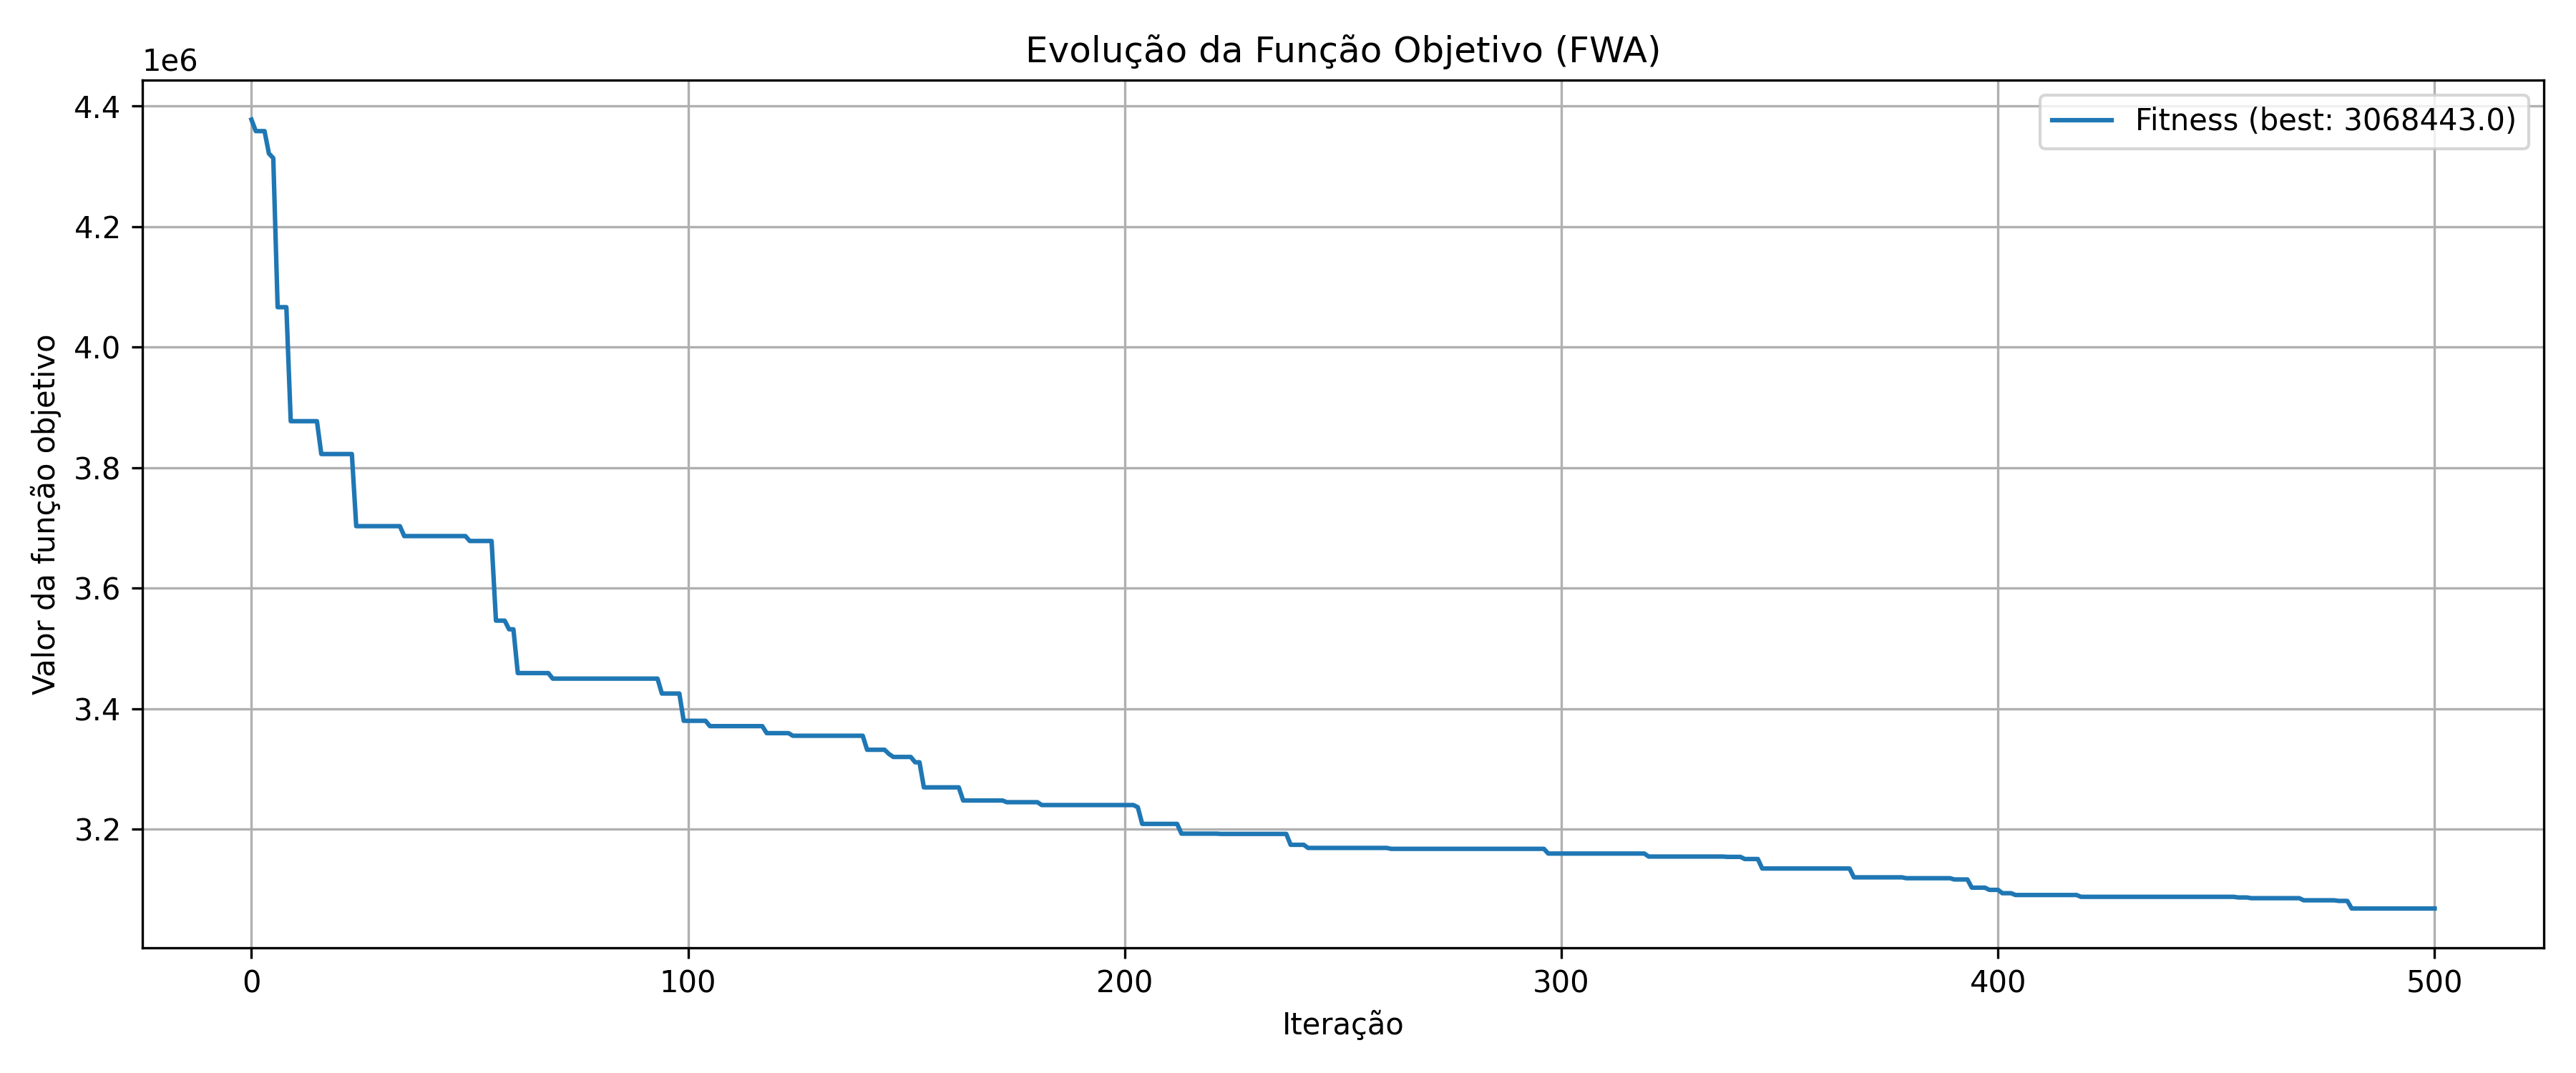 Evolução da Função Objetivo (FWA)
1e6
Fitness (best: 3068443.0)
4.4
4.2
4.0
3.8
3.6
3.4
3.2
Valor da função objetivo
0 100 200 300 400 500
Iteração